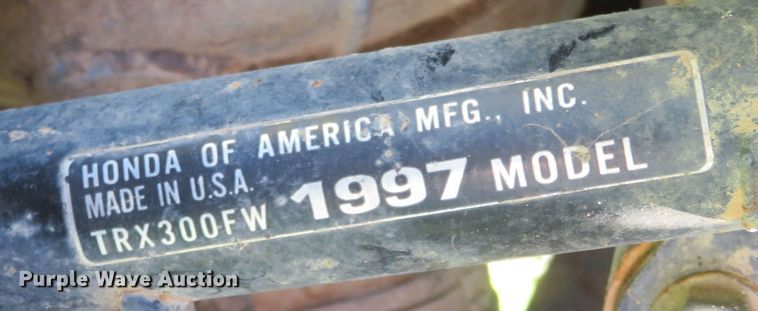 HONDA OF AMERICA MFG., INC.
MADE IN U.S.A.
TRX300FW 1997 MODEL
Purple Wave Auction